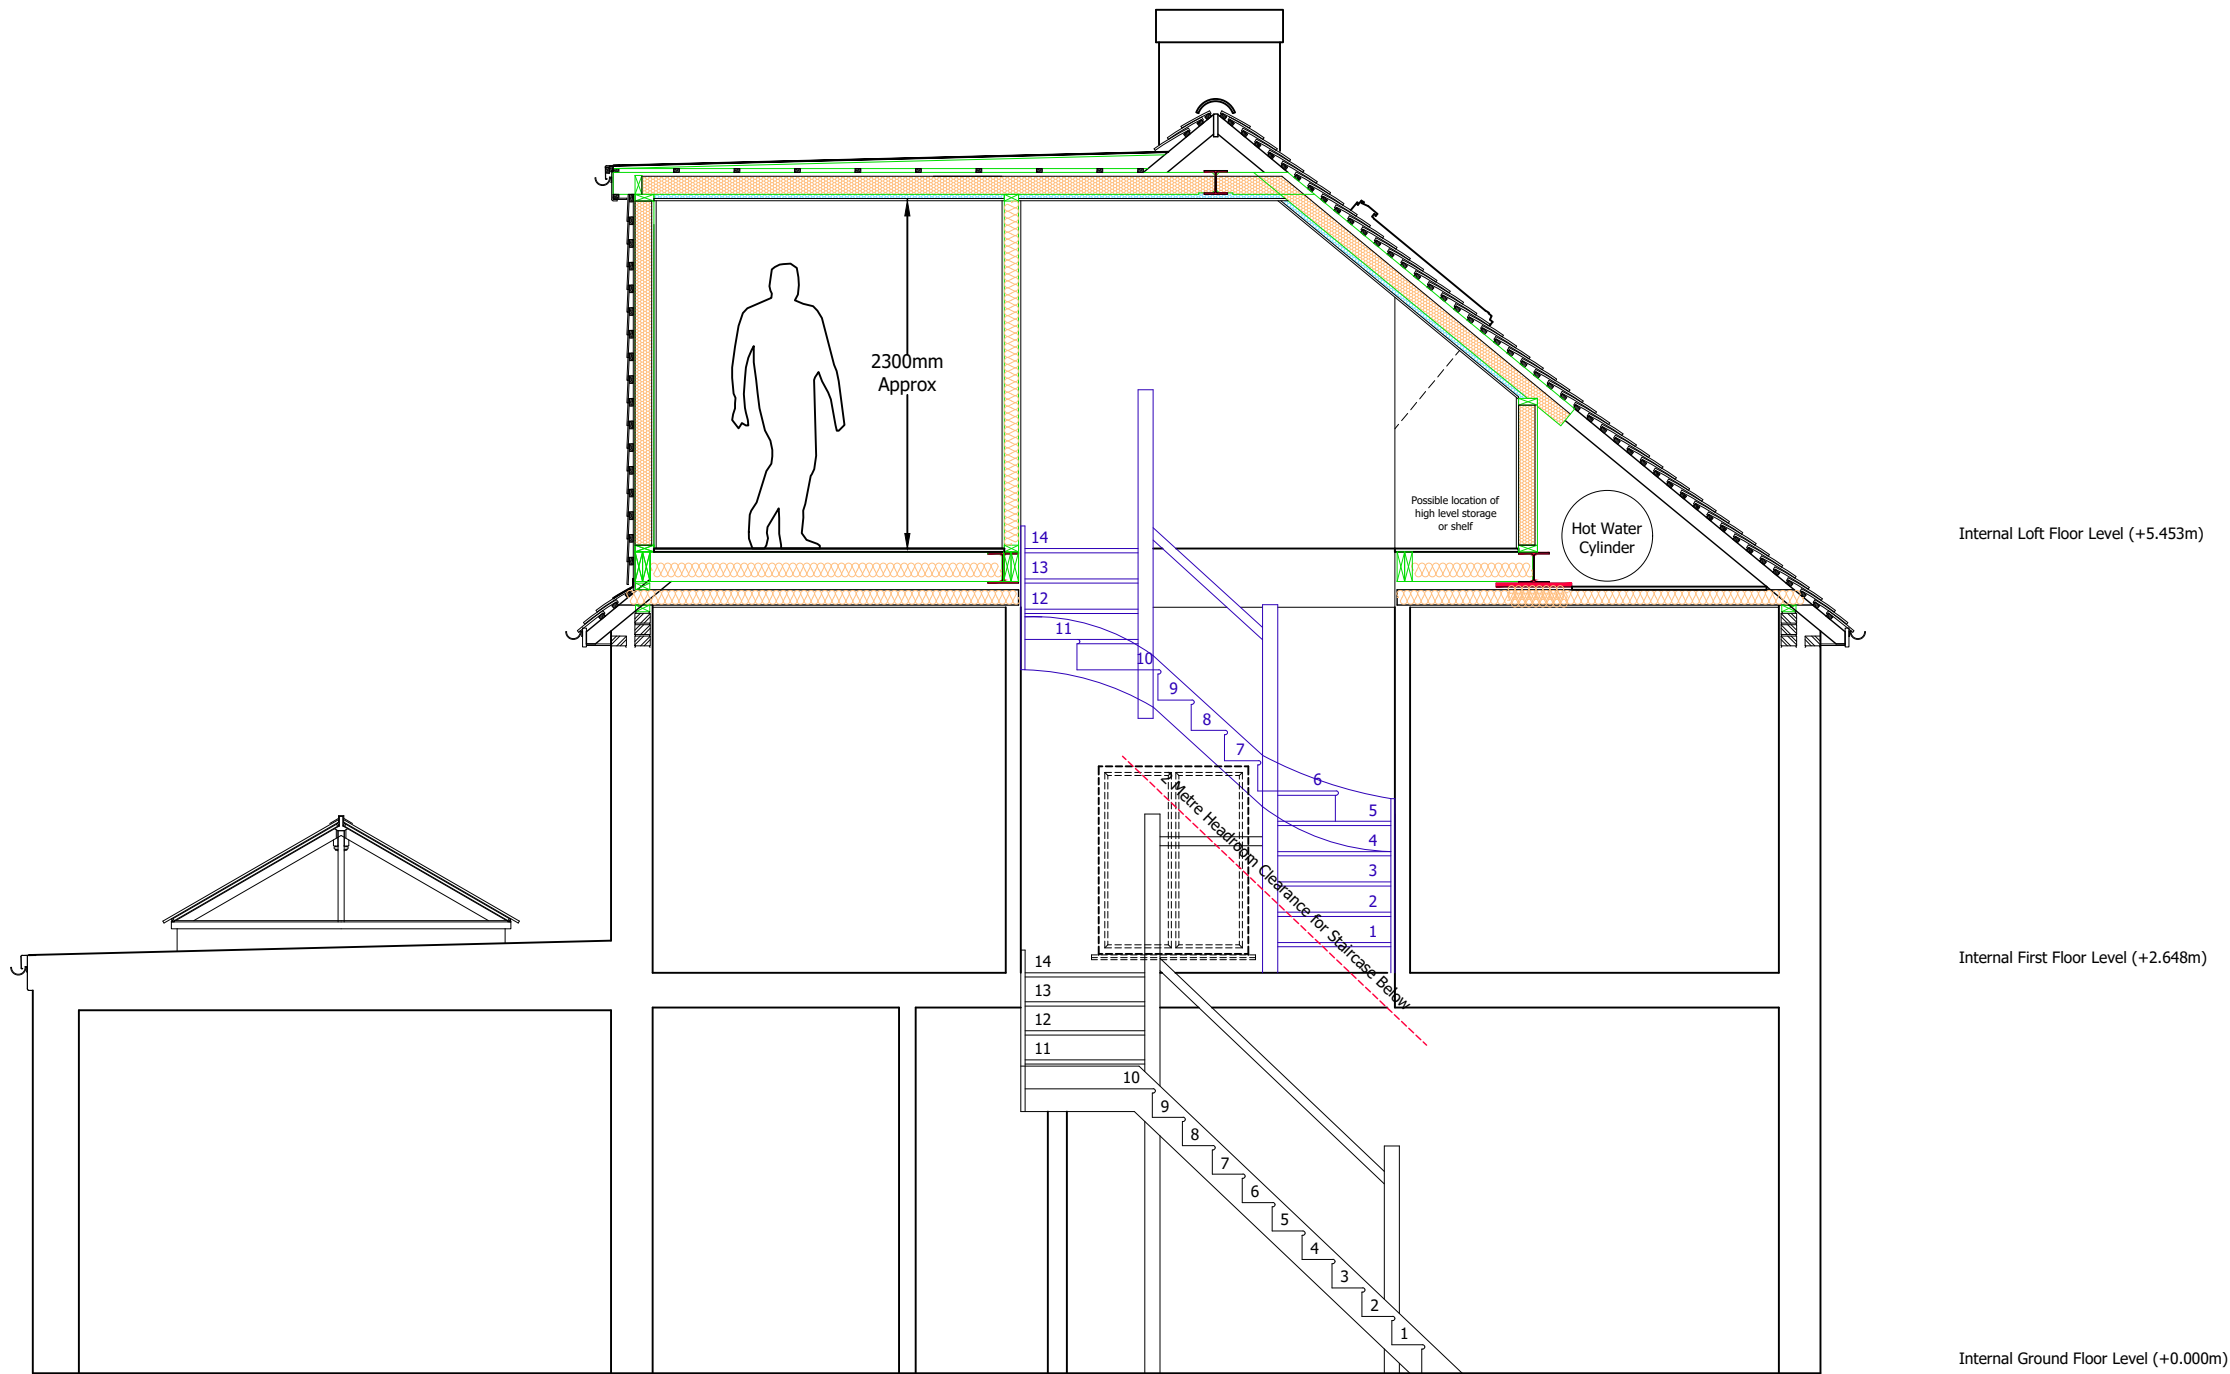 2300mm
Approx
Possible location of
high level storage
or shelf
Hot Water
Cylinder
Internal Loft Floor Level (+5.453m)
14
13
12
11
10
9
8
7
6
5
4
3
2
1
2 Metre Headroom Clearance for Staircase Below
Internal First Floor Level (+2.648m)
14
13
12
11
10
9
8
7
6
5
4
3
2
1
Internal Ground Floor Level (+0.000m)